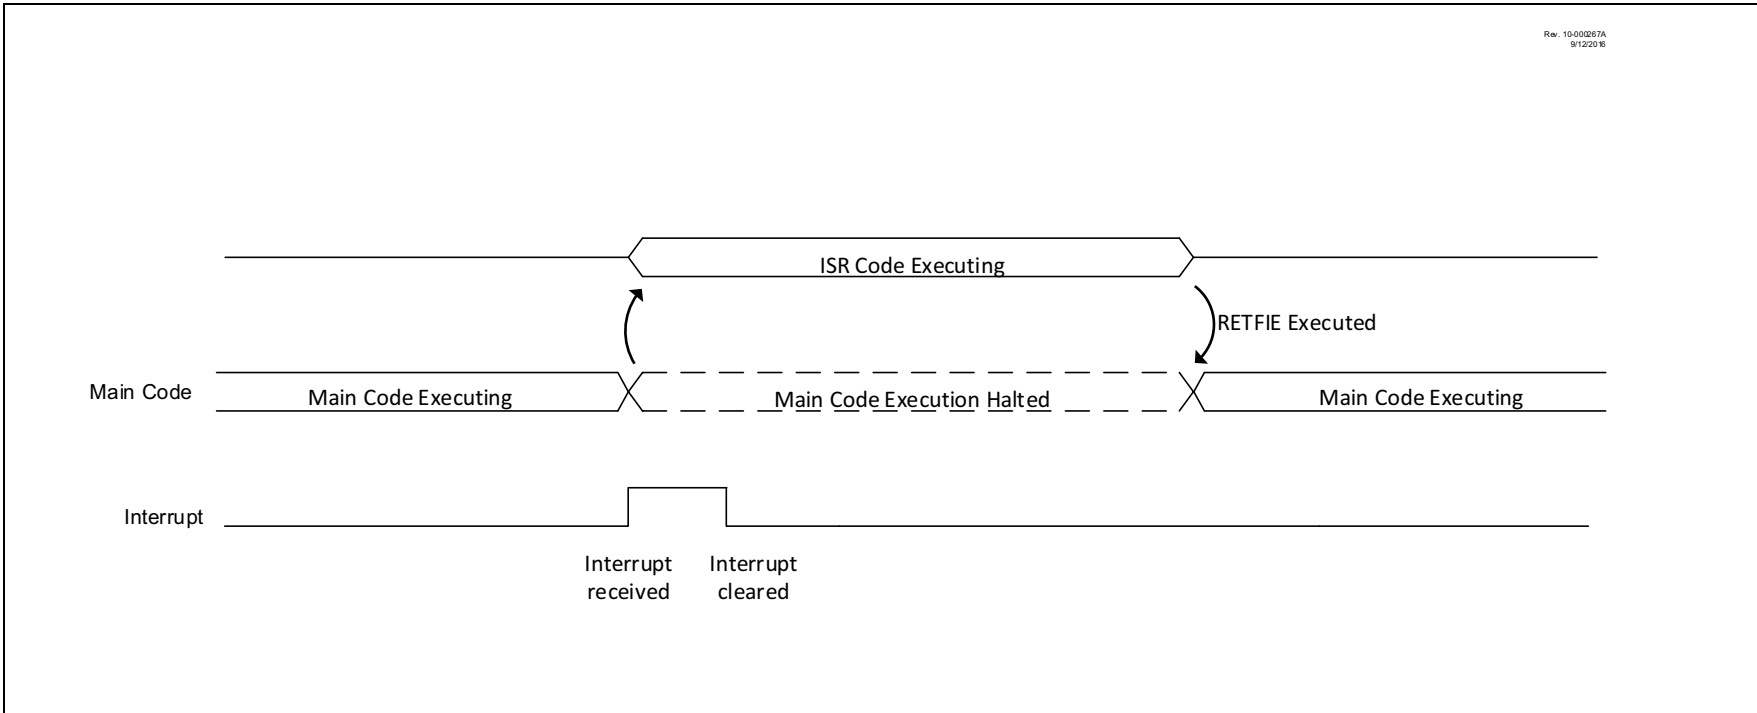 Rev. 10-000267A
9/12/2016
ISR Code Executing
RETFIE Executed
Main Code
Main Code Executing
Main Code Execution Halted
Main Code Executing
Interrupt
Interrupt
received
Interrupt
cleared